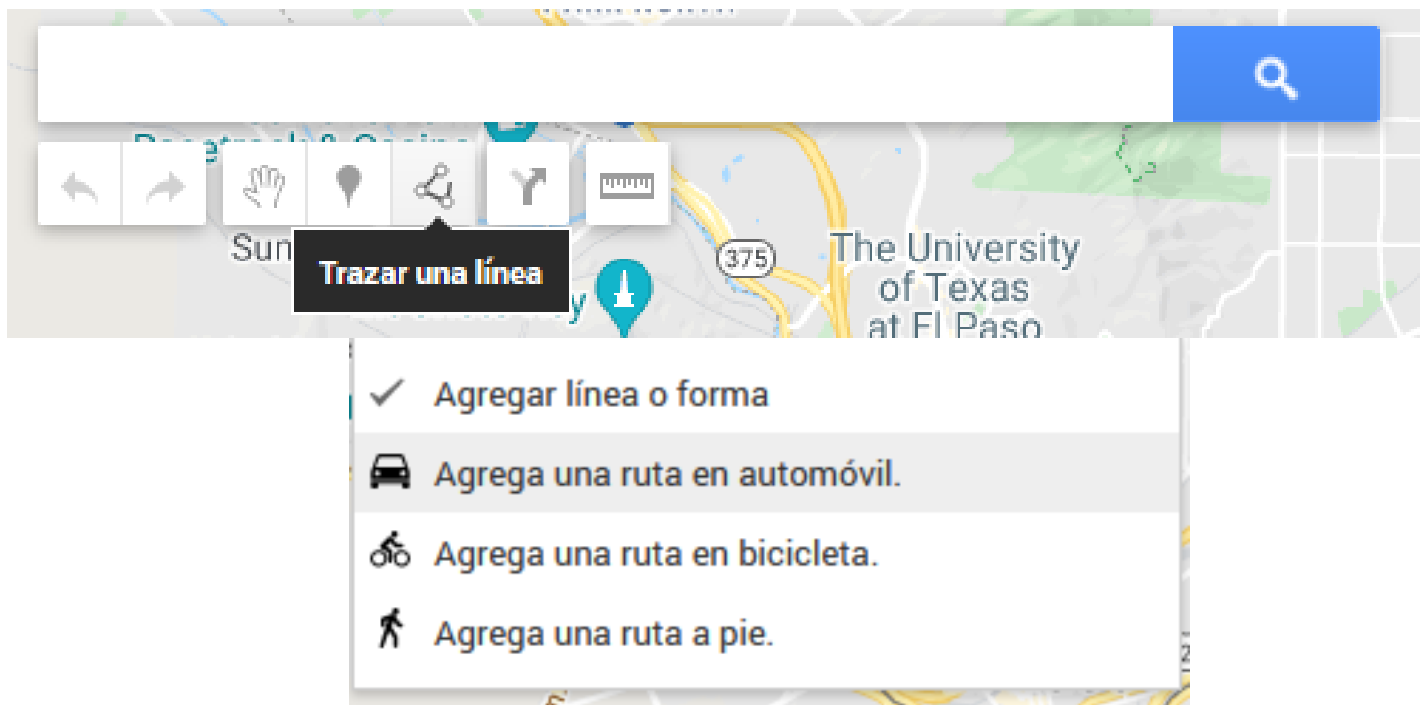 Sun
Trazar una línea
375
The University
of Texas
at El Paso
Agregar línea o forma
Agrega una ruta en automóvil.
Agrega una ruta en bicicleta.
Agrega una ruta a pie.